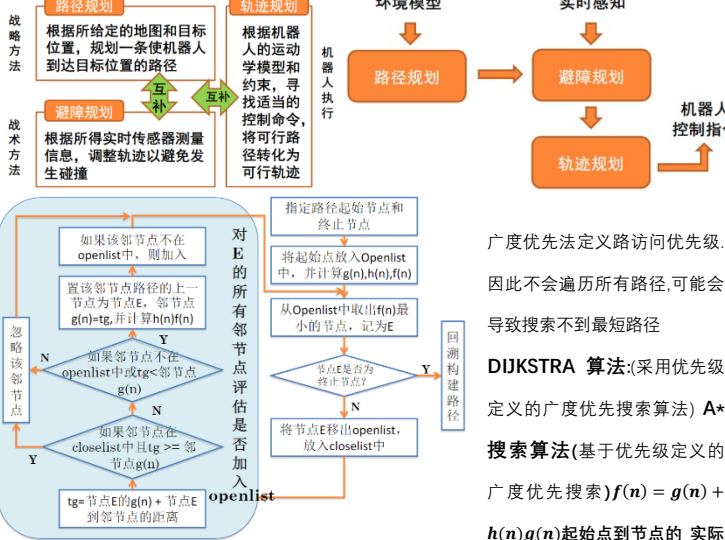 路径规划
战略方法
根据所给定的地图和目标
位置，规划一条使机器人
到达目标位置的路径
互补
避障规划
战术方法
根据所得实时传感器测量
信息，调整轨迹以避免发
生碰撞
轨迹规划
根据机器
人的运动
学模型和
约束，寻
找适当的
控制命令，
将可行路
径转化为
可行轨迹
互补
机器人执行
环境模型
实时感知
路径规划
避障规划
轨迹规划
机器人
控制指令
如果该邻节点不在
openlist中，则加入
置该邻节点路径的上一
节点为节点E，邻节点
g(n)=tg,并计算h(n)f(n)
Y
如果邻节点不在
openlist中或tg<邻节点
g(n)
N
忽略该邻节点
N
如果邻节点在
closelist中且tg >= 邻
节点g(n)
Y
tg=节点E的g(n) + 节点E
到邻节点的距离
对E的所有邻节点评估是否加入
openlist
指定路径起始节点和
终止节点
将起始点放入Openlist
中，并计算g(n),h(n),f(n)
从Openlist中取出f(n)最
小的节点，记为E
节点E是否为
终止节点？
Y
回溯构建路径
N
将节点E移出openlist，
放入closelist中
广度优先法定义路访问优先级.
因此不会遍历所有路径,可能会
导致搜索不到最短路径
DIJKSTRA 算法:(采用优先级
定义的广度优先搜索算法) A*
搜索算法(基于优先级定义的
广度优先搜索)f(n) = g(n) +
h(n)g(n)起始点到节点的 实际